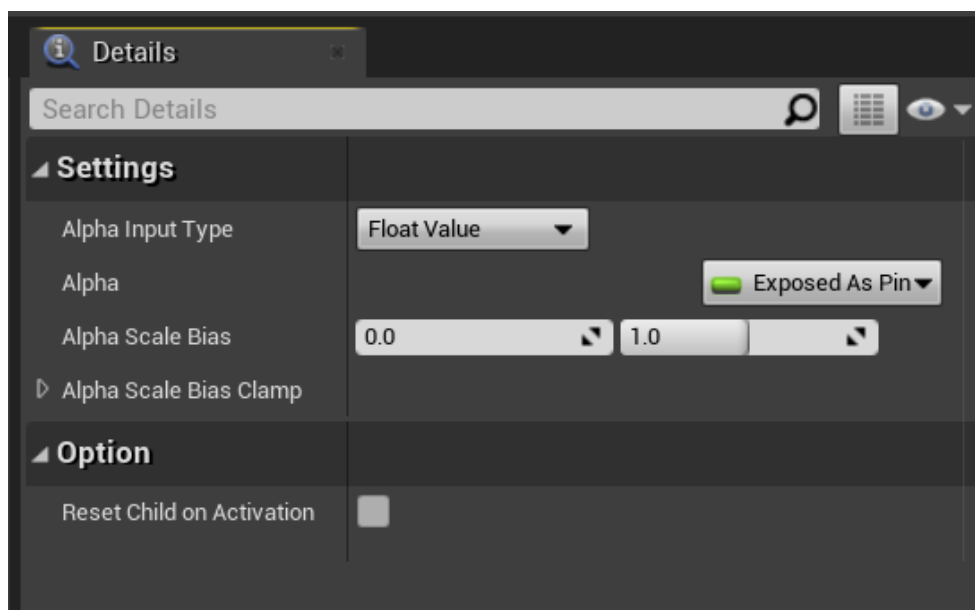 Details
Search Details
Settings
Alpha Input Type Float Value
Alpha Exposed As Pin
Alpha Scale Bias 0.0 1.0
Alpha Scale Bias Clamp
Option
Reset Child on Activation